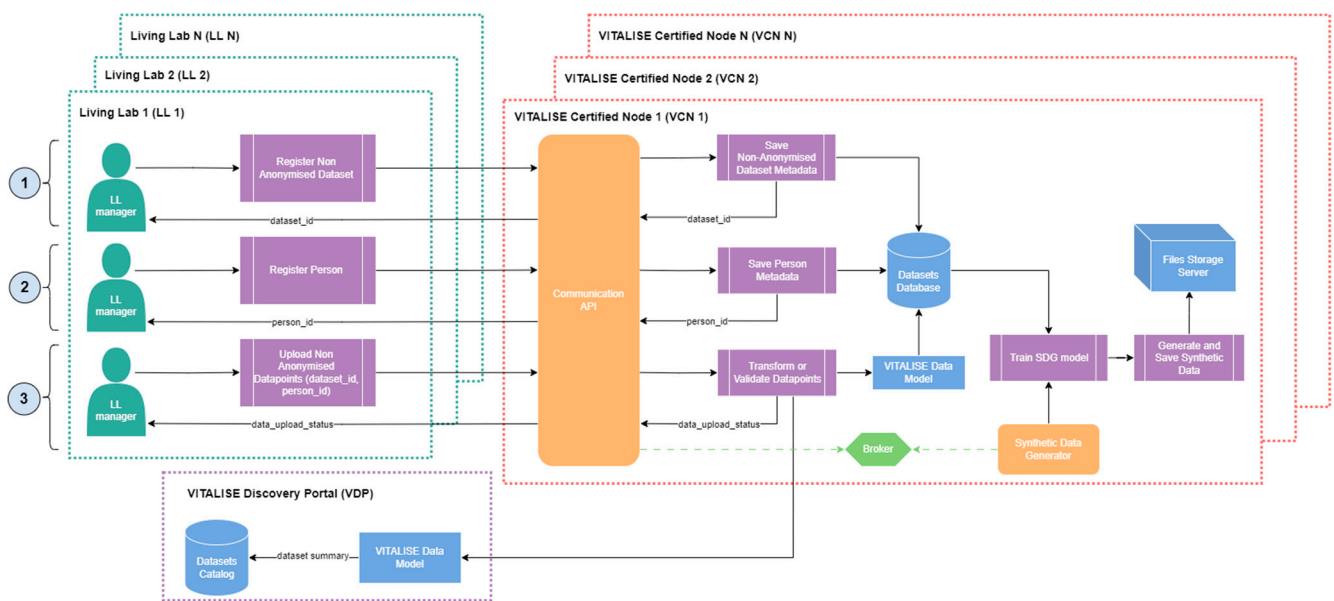 Living Lab N (LL N)
VITALISE Certified Node N (VCN N)
Living Lab 2 (LL 2)
VITALISE Certified Node 2 (VCN 2)
Living Lab 1 (LL 1)
VITALISE Certified Node 1 (VCN 1)
1
LL
manager
Register Non
Anonymised Dataset
dataset_id
Save
Non-Anonymised
Dataset Metadata
dataset_id
2
LL
manager
Register Person
person_id
Communication
API
Save Person
Metadata
person_id
Datasets
Database
Files Storage
Server
3
LL
manager
Upload Non
Anonymised
Datapoints (dataset_id,
person_id)
data_upload_status
Transform or
Validate Datapoints
data_upload_status
VITALISE Data
Model
Train SDG model
Generate and
Save Synthetic
Data
Broker
Synthetic Data
Generator
VITALISE Discovery Portal (VDP)
Datasets
Catalog
dataset summary
VITALISE Data
Model